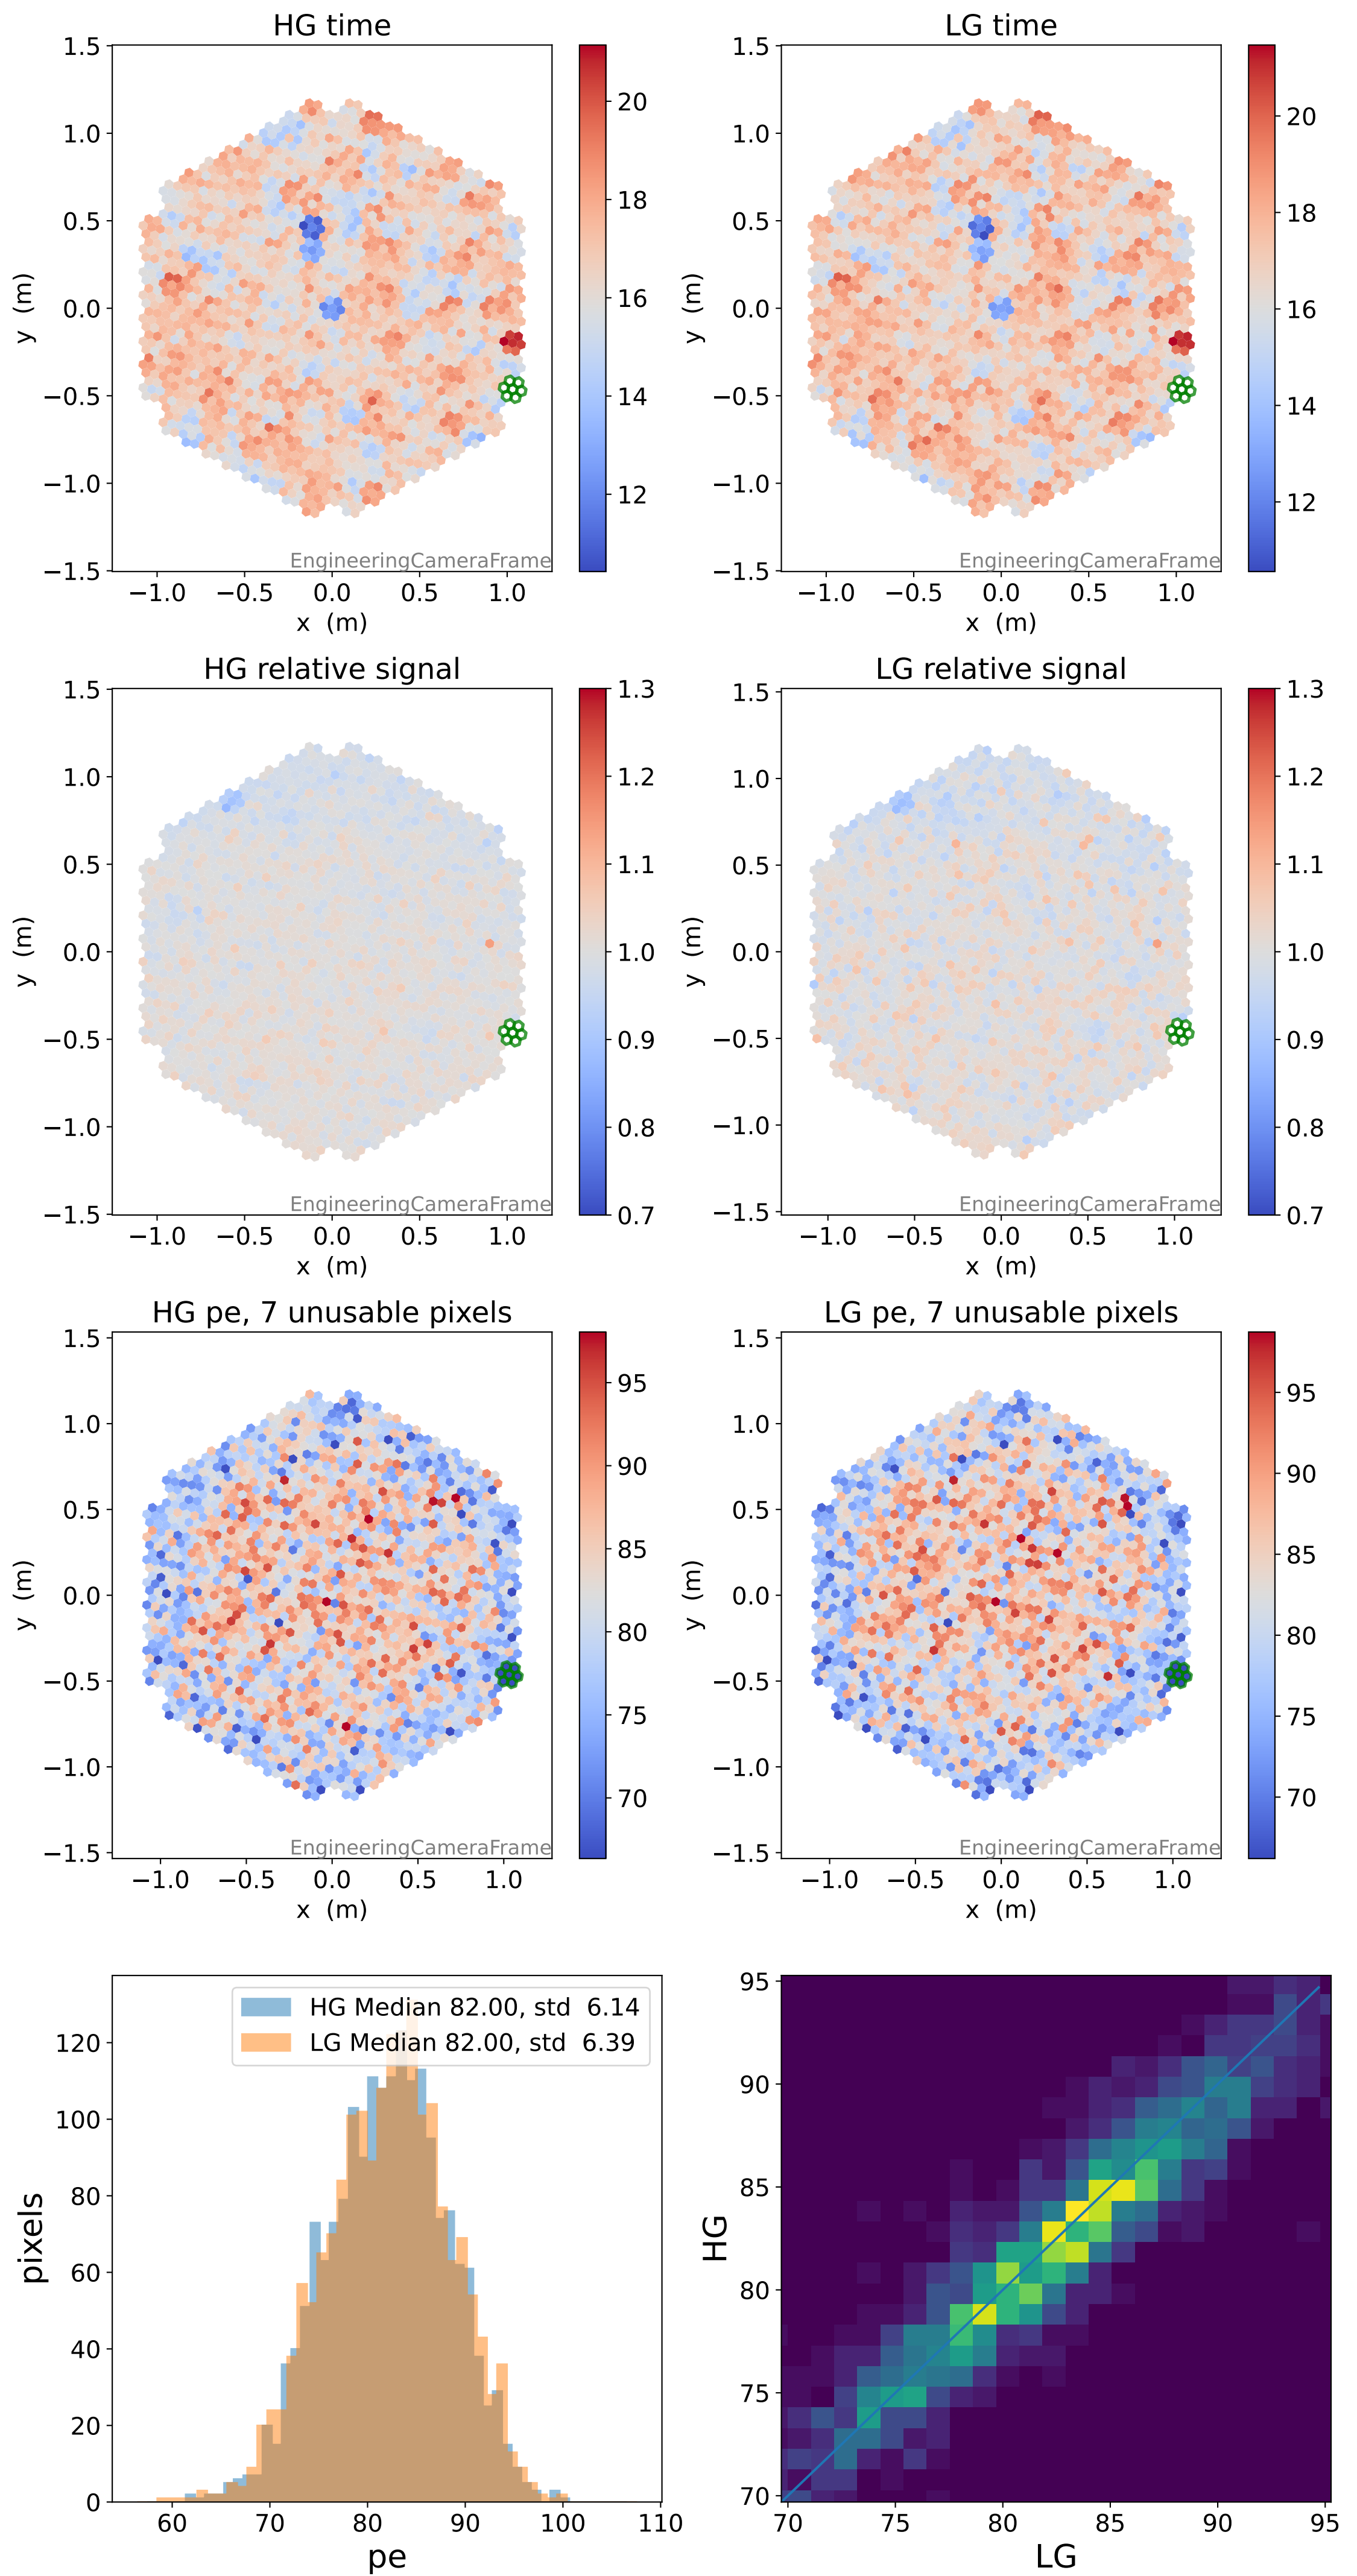 HG time
1.5
1.0
0.5
0.0
−0.5
−1.0
−1.5
y (m)
−1.0 −0.5 0.0 0.5 1.0
x (m)
EngineeringCameraFrame
20
18
16
14
12
LG time
1.5
1.0
0.5
0.0
−0.5
−1.0
−1.5
y (m)
−1.0 −0.5 0.0 0.5 1.0
x (m)
EngineeringCameraFrame
20
18
16
14
12
HG relative signal
1.5
1.0
0.5
0.0
−0.5
−1.0
−1.5
y (m)
−1.0 −0.5 0.0 0.5 1.0
x (m)
EngineeringCameraFrame
1.3
1.2
1.1
1.0
0.9
0.8
0.7
LG relative signal
1.5
1.0
0.5
0.0
−0.5
−1.0
−1.5
y (m)
−1.0 −0.5 0.0 0.5 1.0
x (m)
EngineeringCameraFrame
1.3
1.2
1.1
1.0
0.9
0.8
0.7
HG pe, 7 unusable pixels
1.5
1.0
0.5
0.0
−0.5
−1.0
−1.5
y (m)
−1.0 −0.5 0.0 0.5 1.0
x (m)
EngineeringCameraFrame
95
90
85
80
75
70
LG pe, 7 unusable pixels
1.5
1.0
0.5
0.0
−0.5
−1.0
−1.5
y (m)
−1.0 −0.5 0.0 0.5 1.0
x (m)
EngineeringCameraFrame
95
90
85
80
75
70
HG Median 82.00, std 6.14
LG Median 82.00, std 6.39
120
100
80
60
40
20
0
pixels
60 70 80 90 100 110
pe
95
90
85
80
75
70
HG
70 75 80 85 90 95
LG